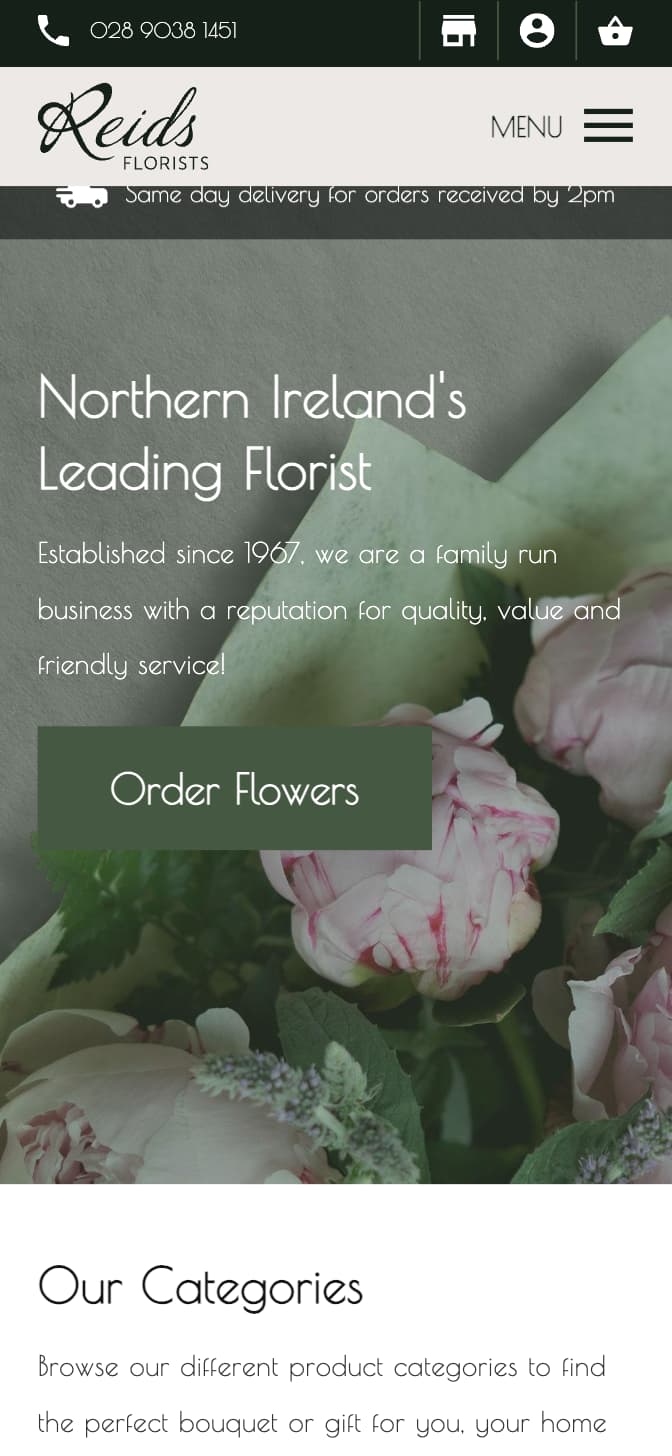 028 9038 1451
Reids
FLORISTS
MENU
Same day delivery for orders received by 2pm
Northern Ireland's
Leading Florist
Established since 1967, we are a family run
business with a reputation for quality, value and
friendly service!
Order Flowers
Our Categories
Browse our different product categories to find
the perfect bouquet or gift for you, your home